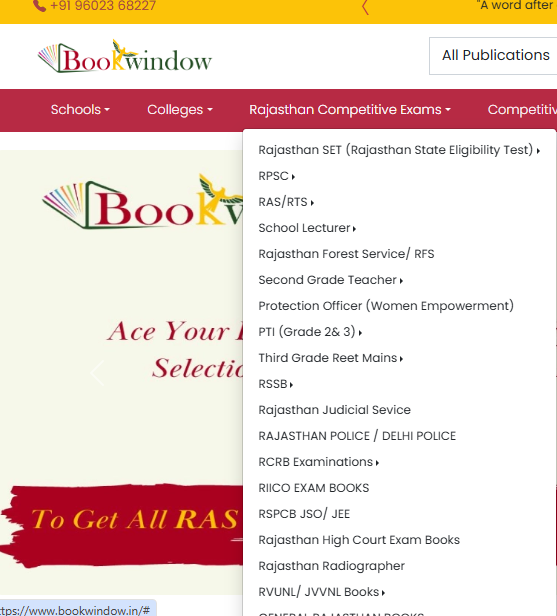 +91 96023 68227
"A word after
Bookwindow
All Publications
Schools
Colleges
Rajasthan Competitive Exams
Rajasthan SET (Rajasthan State Eligibility Test)
RPSC
RAS/RTS
School Lecturer
Rajasthan Forest Service/ RFS
Second Grade Teacher
Protection Officer (Women Empowerment)
PTI (Grade 2& 3)
Third Grade Reet Mains
RSSB
Rajasthan Judicial Sevice
RAJASTHAN POLICE / DELHI POLICE
RCRB Examinations
RIICO EXAM BOOKS
RSPCB JSO/ JEE
Rajasthan High Court Exam Books
Rajasthan Radiographer
RVUNL/ JVVNL Books
GENERAL RAJASTHAN BOOKS
Book
Ace Your
To Get All RAS
ttps://www.bookwindow.in/#